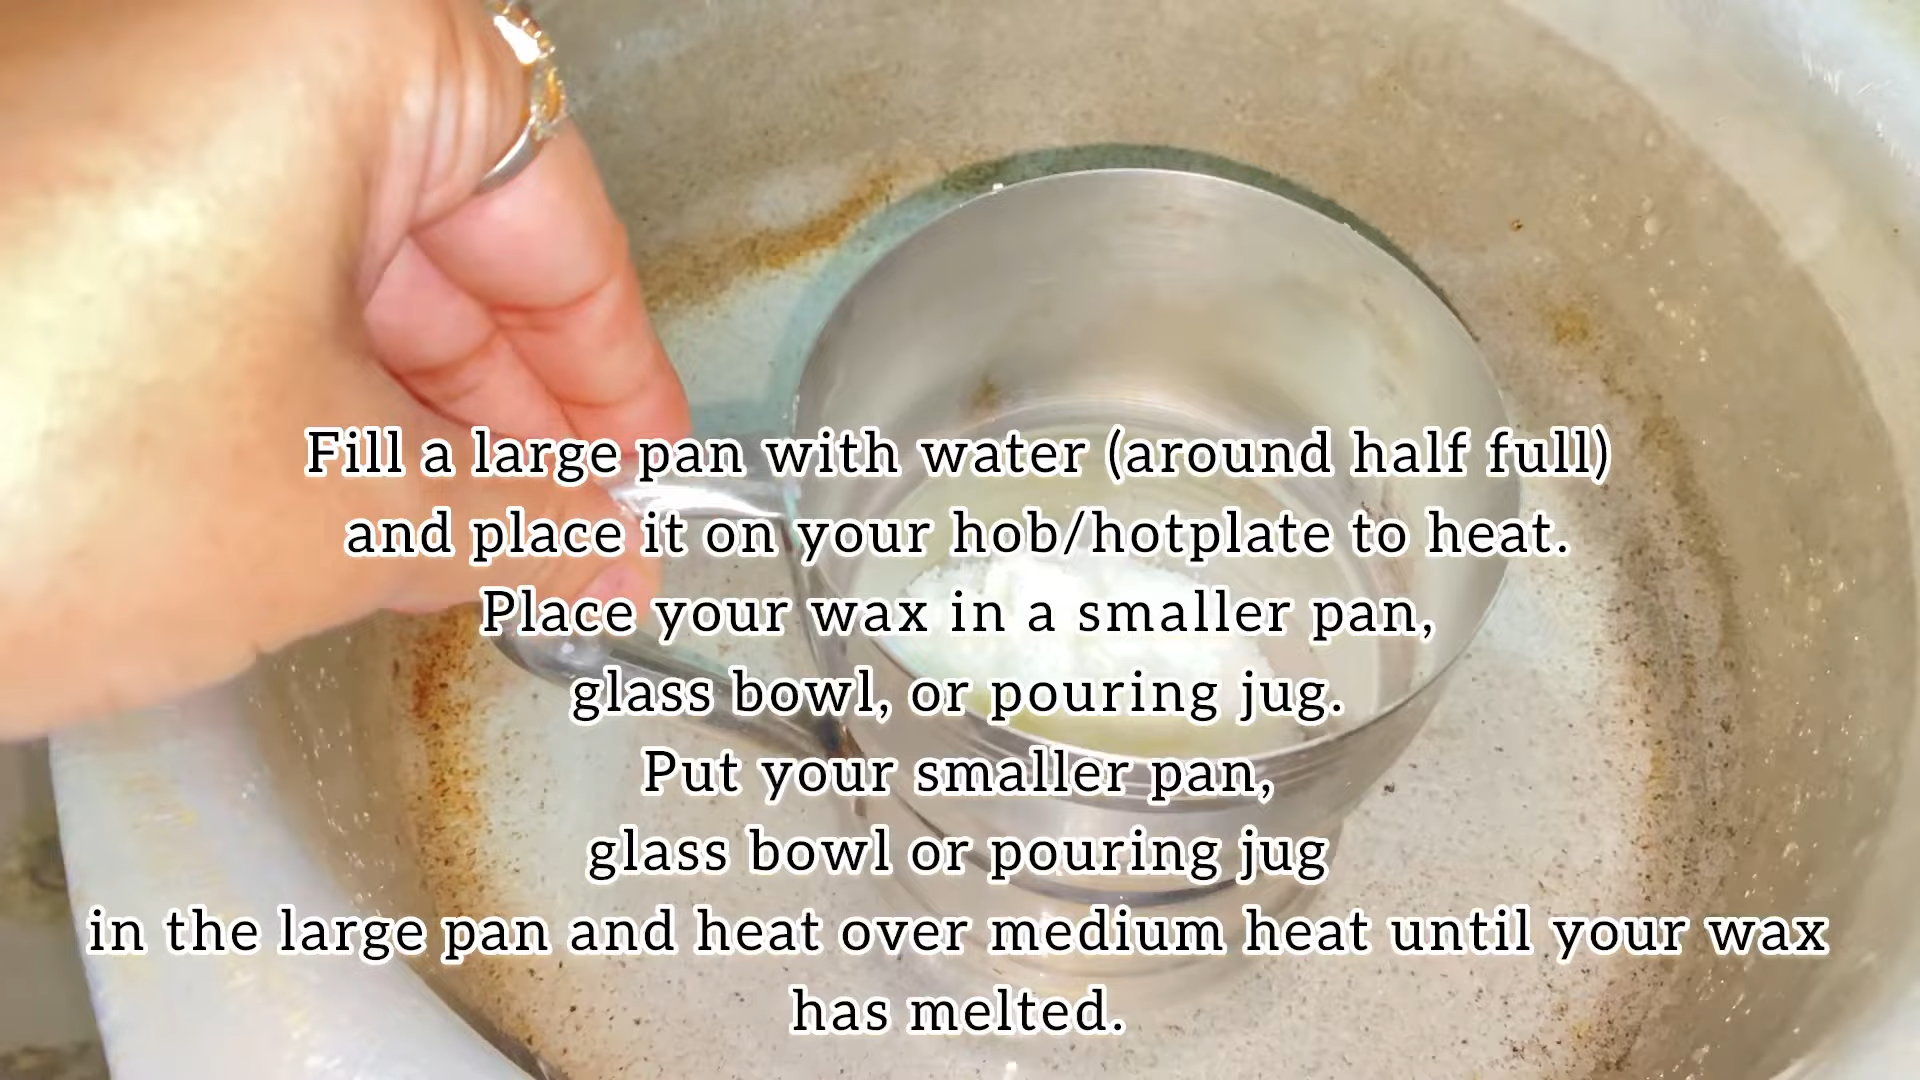 Fill a large pan with water (around half full)
and place it on your hob/hotplate to heat.
Place your wax in a smaller pan,
glass bowl, or pouring jug.
Put your smaller pan,
glass bowl or pouring jug
in the large pan and heat over medium heat until your wax
has melted.